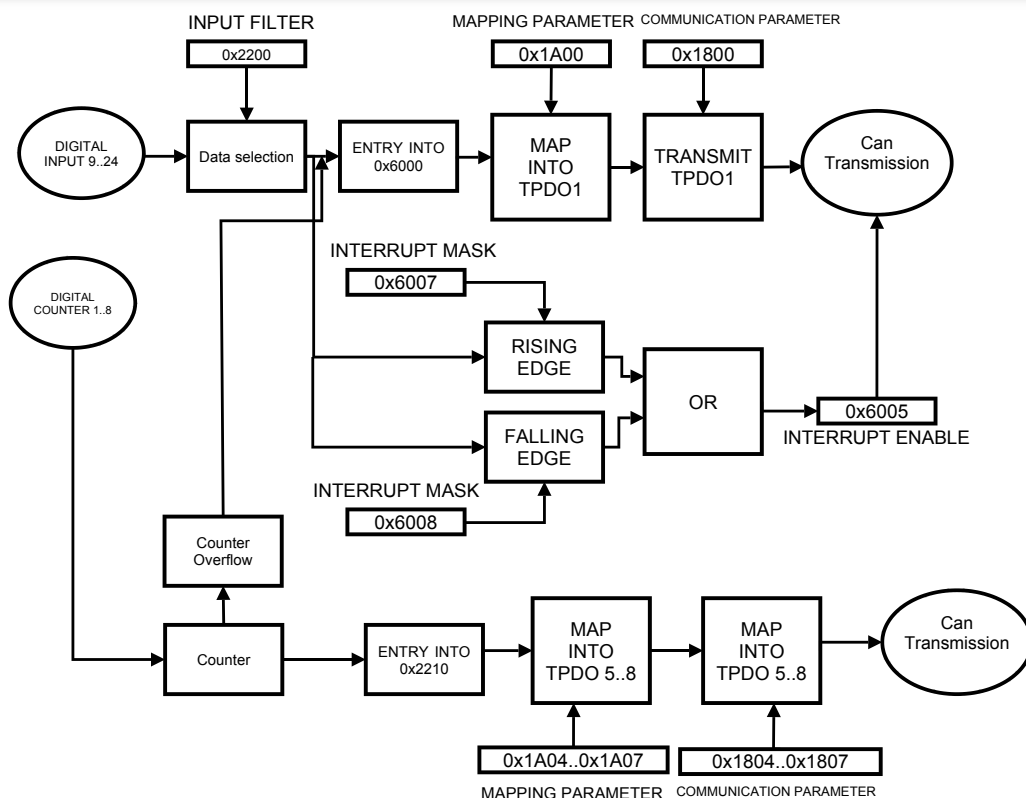 INPUT FILTER
0x2200
MAPPING PARAMETER
0x1A00
COMMUNICATION PARAMETER
0x1800
DIGITAL
INPUT 9..24
Data selection
ENTRY INTO
0x6000
MAP
INTO
TPDO1
TRANSMIT
TPDO1
Can
Transmission
INTERRUPT MASK
0x6007
DIGITAL
COUNTER 1..8
RISING
EDGE
OR
0x6005
INTERRUPT ENABLE
FALLING
EDGE
INTERRUPT MASK
0x6008
Counter
Overflow
Counter
ENTRY INTO
0x2210
MAP
INTO
TPDO 5..8
MAP
INTO
TPDO 5..8
Can
Transmission
0x1A04..0x1A07
MAPPING PARAMETER
0x1804..0x1807
COMMUNICATION PARAMETER